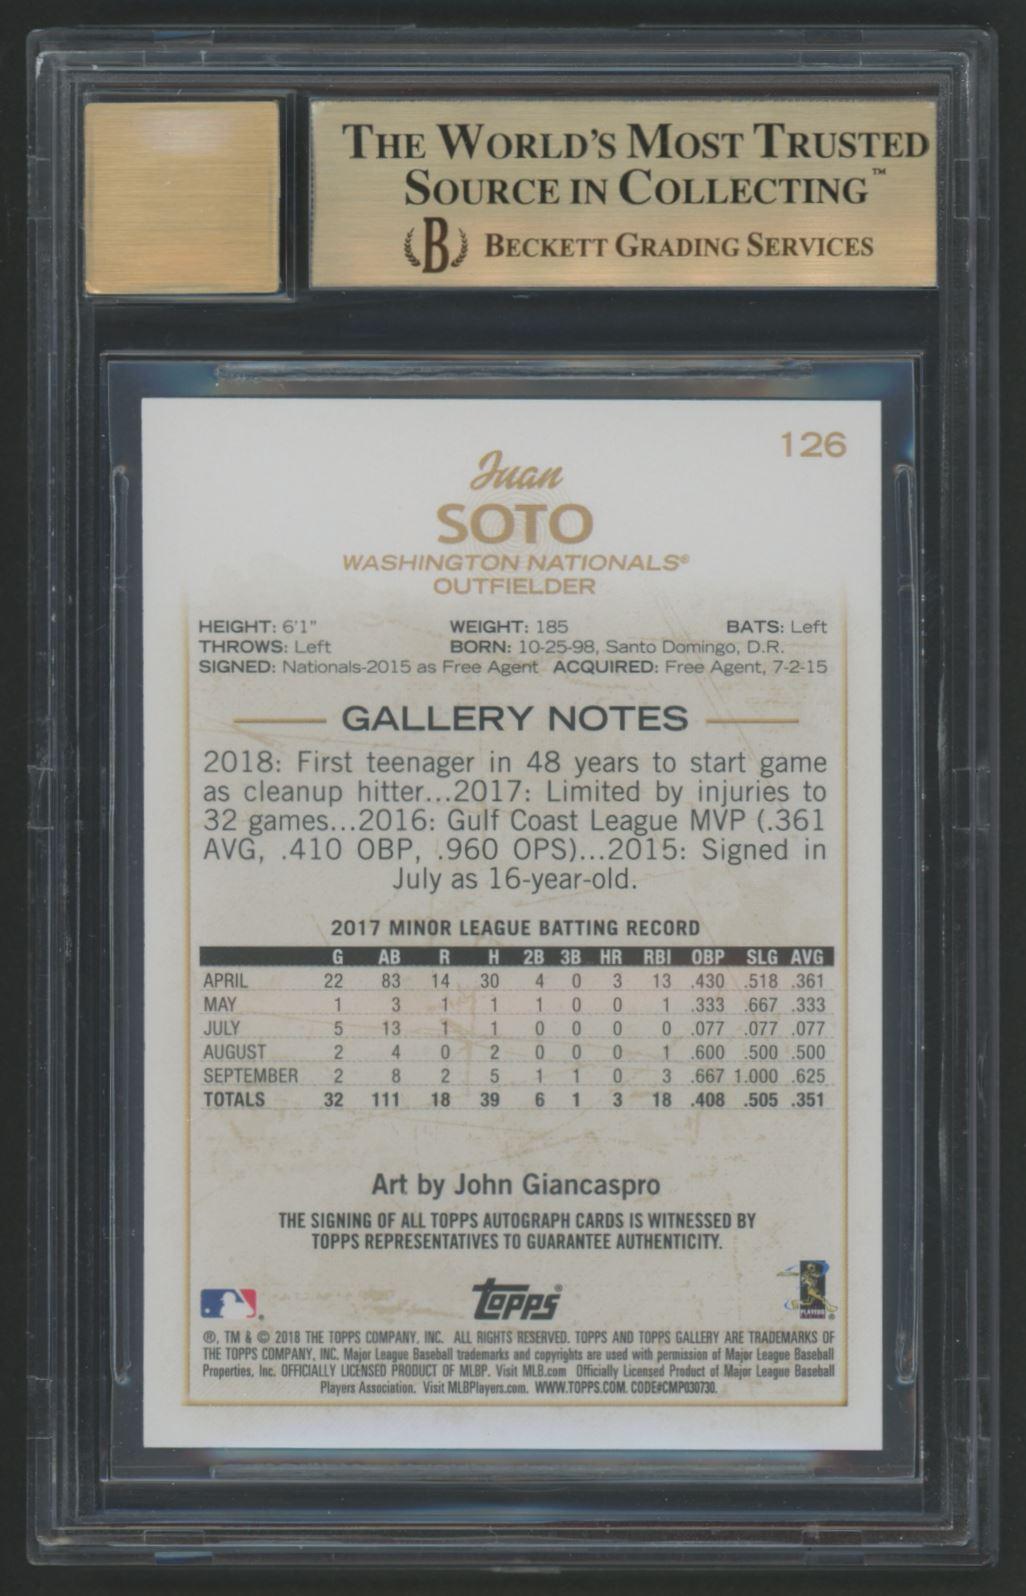 THE WORLD'S MOST TRUSTED
SOURCE IN COLLECTING™
B BECKETT GRADING SERVICES
126
Juan
SOTO
WASHINGTON NATIONALS®
OUTFIELDER
HEIGHT: 6'1" WEIGHT: 185 BATS: Left
THROWS: Left BORN: 10-25-98, Santo Domingo, D.R.
SIGNED: Nationals-2015 as Free Agent ACQUIRED: Free Agent, 7-2-15
GALLERY NOTES
2018: First teenager in 48 years to start game
as cleanup hitter...2017: Limited by injuries to
32 games...2016: Gulf Coast League MVP (.361
AVG, .410 OBP, .960 OPS)...2015: Signed in
July as 16-year-old.
2017 MINOR LEAGUE BATTING RECORD
G AB R H 2B 3B HR RBI OBP SLG AVG
APRIL 22 83 14 30 4 0 3 13 .430 .518 .361
MAY 1 3 1 1 1 0 0 1 .333 .667 .333
JULY 5 13 1 1 0 0 0 0 .077 .077 .077
AUGUST 2 4 0 2 0 0 0 1 .600 .500 .500
SEPTEMBER 2 8 2 5 1 1 0 3 .667 1.000 .625
TOTALS 32 111 18 39 6 1 3 18 .408 .505 .351
Art by John Giancaspro
THE SIGNING OF ALL TOPPS AUTOGRAPH CARDS IS WITNESSED BY
TOPPS REPRESENTATIVES TO GUARANTEE AUTHENTICITY.
topps®
PLAYERS
®, TM & © 2018 THE TOPPS COMPANY, INC. ALL RIGHTS RESERVED. TOPPS AND TOPPS GALLERY ARE TRADEMARKS OF
THE TOPPS COMPANY, INC. Major League Baseball trademarks and copyrights are used with permission of Major League Baseball
Properties, Inc. OFFICIALLY LICENSED PRODUCT OF MLBP. Visit MLB.com Officially Licensed Product of Major League Baseball
Players Association. Visit MLBPlayers.com. WWW.TOPPS.COM. CODE#CMP030730.